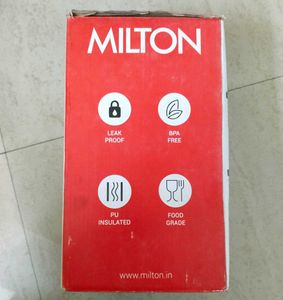 MILTON
LEAK
PROOF
BPA
FREE
PU
INSULATED
FOOD
GRADE
www.milton.in